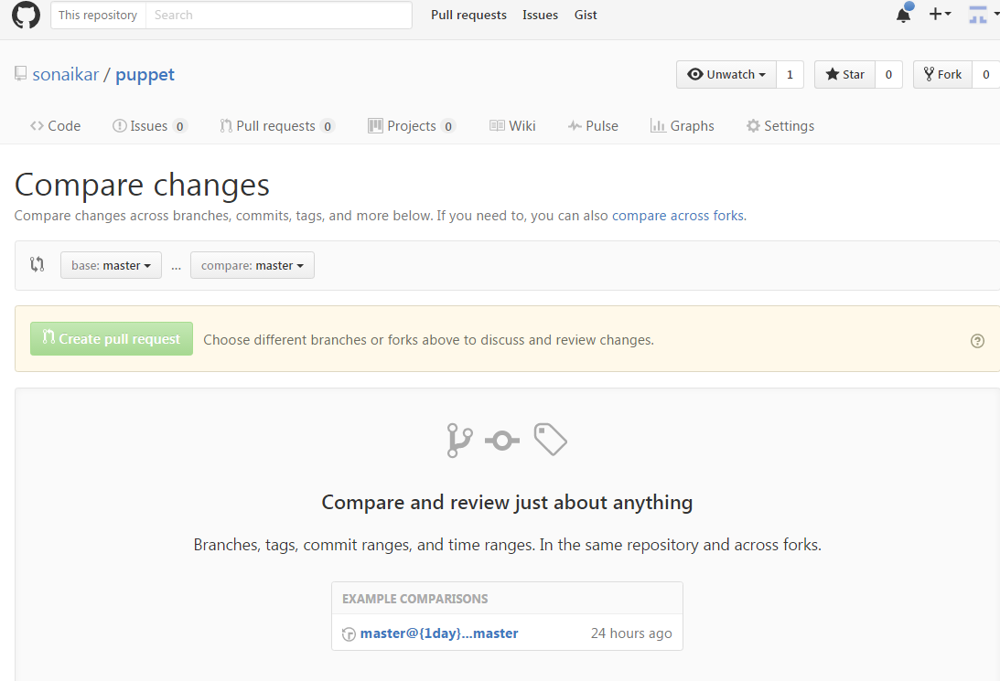 This repository Search Pull requests Issues Gist
sonaikar / puppet Unwatch 1 Star 0 Fork 0
Code Issues 0 Pull requests 0 Projects 0 Wiki Pulse Graphs Settings
Compare changes
Compare changes across branches, commits, tags, and more below. If you need to, you can also compare across forks.
base: master ... compare: master
Create pull request Choose different branches or forks above to discuss and review changes.
Compare and review just about anything
Branches, tags, commit ranges, and time ranges. In the same repository and across forks.
EXAMPLE COMPARISONS
master@{1day}...master 24 hours ago